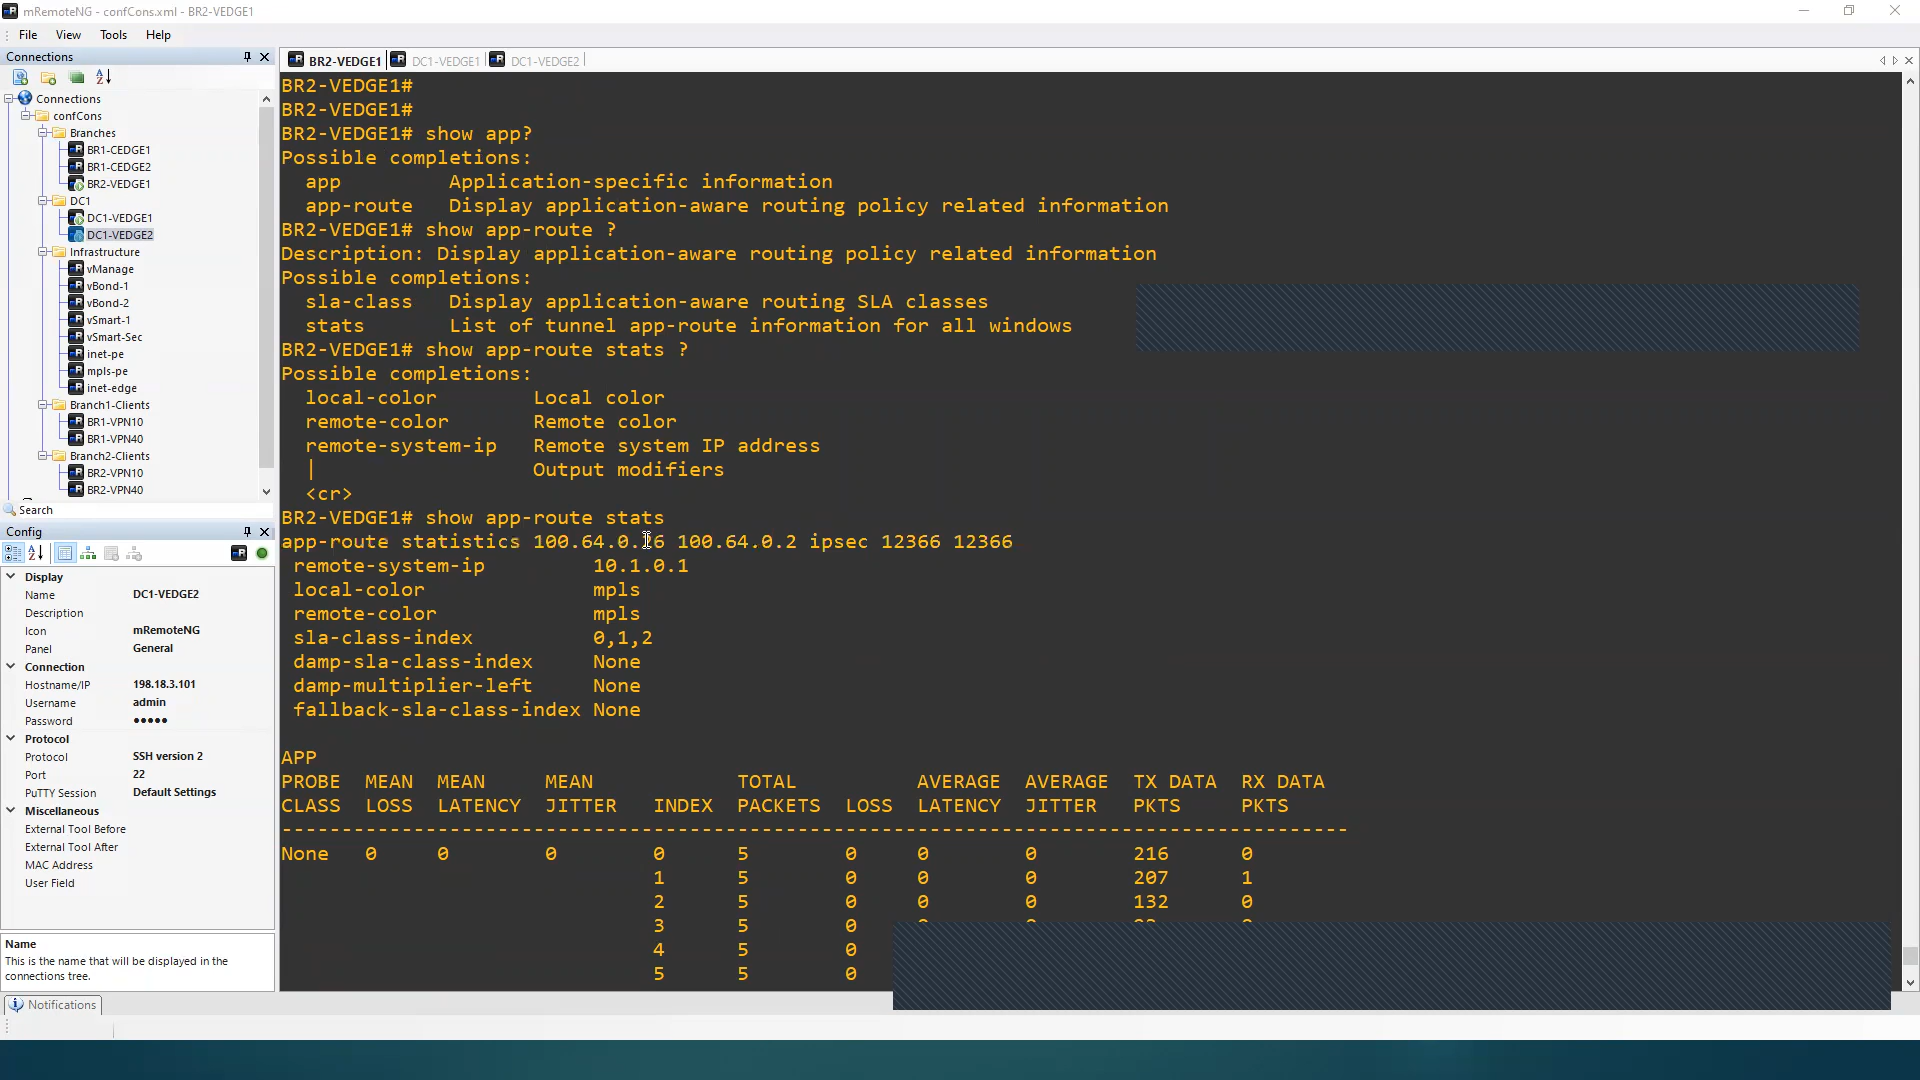 mRemoteNG - confCons.xml - BR2-VEDGE1
File View Tools Help
Connections
Connections
confCons
Branches
BR1-CEDGE1
BR1-CEDGE2
BR2-VEDGE1
DC1
DC1-VEDGE1
DC1-VEDGE2
Infrastructure
vManage
vBond-1
vBond-2
vSmart-1
vSmart-Sec
inet-pe
mpls-pe
inet-edge
Branch1-Clients
BR1-VPN10
BR1-VPN40
Branch2-Clients
BR2-VPN10
BR2-VPN40
Search
Config
Display
Name DC1-VEDGE2
Description
Icon mRemoteNG
Panel General
Connection
Hostname/IP 198.18.3.101
Username admin
Password •••••
Protocol
Protocol SSH version 2
Port 22
PuTTY Session Default Settings
Miscellaneous
External Tool Before
External Tool After
MAC Address
User Field
Name
This is the name that will be displayed in the
connections tree.
Notifications
BR2-VEDGE1 DC1-VEDGE1 DC1-VEDGE2
BR2-VEDGE1#
BR2-VEDGE1#
BR2-VEDGE1# show app?
Possible completions:
app Application-specific information
app-route Display application-aware routing policy related information
BR2-VEDGE1# show app-route ?
Description: Display application-aware routing policy related information
Possible completions:
sla-class Display application-aware routing SLA classes
stats List of tunnel app-route information for all windows
BR2-VEDGE1# show app-route stats ?
Possible completions:
local-color Local color
remote-color Remote color
remote-system-ip Remote system IP address
| Output modifiers
<cr>
BR2-VEDGE1# show app-route stats
app-route statistics 100.64.0.26 100.64.0.2 ipsec 12366 12366
remote-system-ip 10.1.0.1
local-color mpls
remote-color mpls
sla-class-index 0,1,2
damp-sla-class-index None
damp-multiplier-left None
fallback-sla-class-index None
APP
PROBE MEAN MEAN MEAN TOTAL AVERAGE AVERAGE TX DATA RX DATA
CLASS LOSS LATENCY JITTER INDEX PACKETS LOSS LATENCY JITTER PKTS PKTS
--------------------------------------------------------------------------------
None 0 0 0 0 5 0 0 0 216 0
1 5 0 0 0 207 1
2 5 0 0 0 132 0
3 5 0
4 5 0
5 5 0